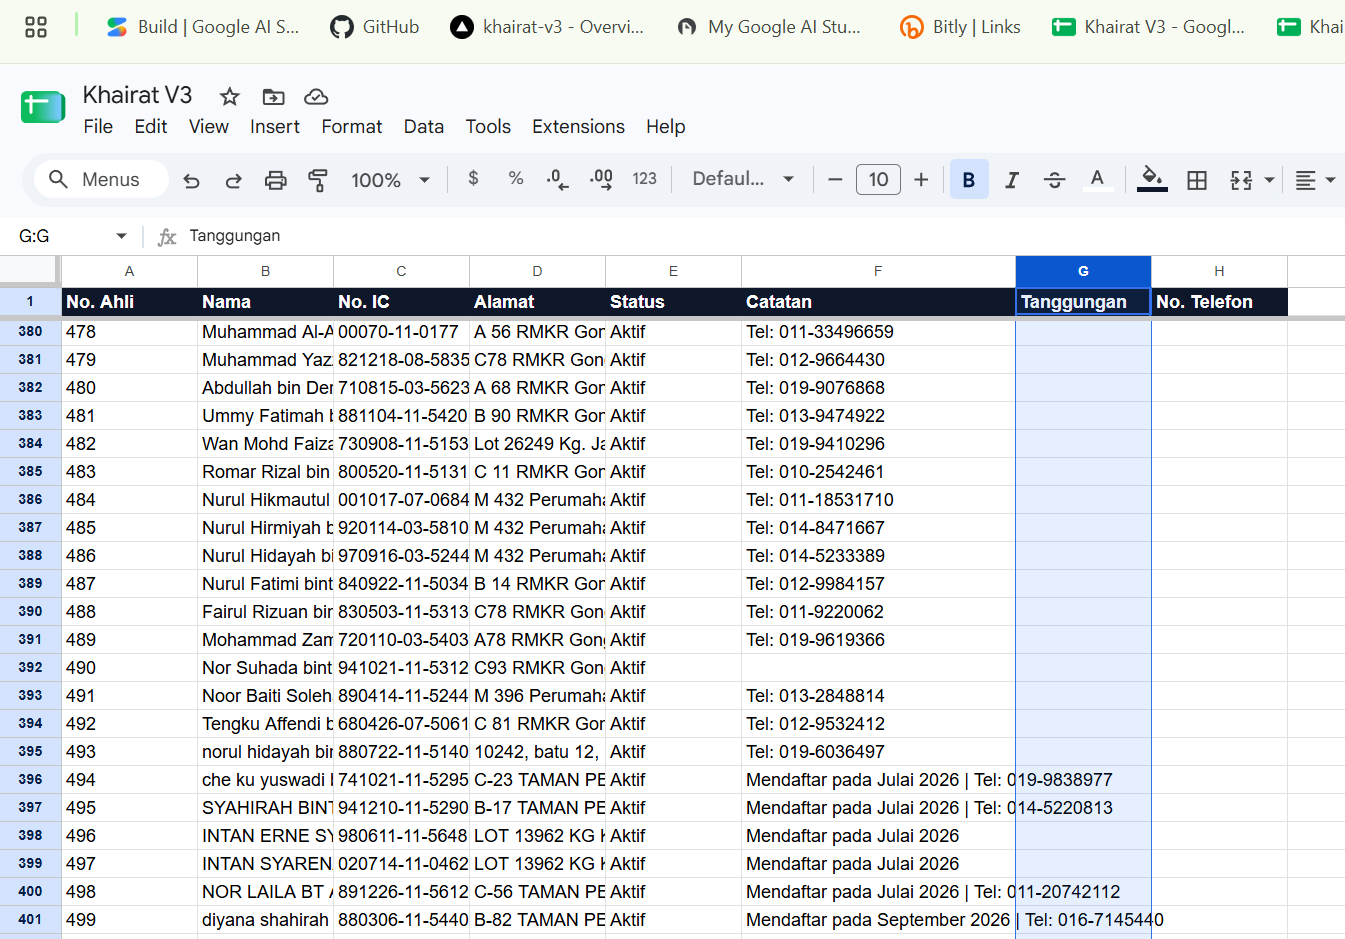 Build | Google AI S...
GitHub
khairat-v3 - Overvi...
My Google AI Stu...
Bitly | Links
Khairat V3 - Googl...
Khai
Khairat V3
File Edit View Insert Format Data Tools Extensions Help
Menus 100% $ % .0 .00 123 Defaul... 10 B I S A
G:G fx Tanggungan
A B C D E F G H
1 No. Ahli Nama No. IC Alamat Status Catatan Tanggungan No. Telefon
380 478 Muhammad Al-A 00070-11-0177 A 56 RMKR Gon Aktif Tel: 011-33496659
381 479 Muhammad Yaz 821218-08-5835 C78 RMKR Gon Aktif Tel: 012-9664430
382 480 Abdullah bin Der 710815-03-5623 A 68 RMKR Gon Aktif Tel: 019-9076868
383 481 Ummy Fatimah b 881104-11-5420 B 90 RMKR Gon Aktif Tel: 013-9474922
384 482 Wan Mohd Faiza 730908-11-5153 Lot 26249 Kg. Ja Aktif Tel: 019-9410296
385 483 Romar Rizal bin 800520-11-5131 C 11 RMKR Gon Aktif Tel: 010-2542461
386 484 Nurul Hikmautul 001017-07-0684 M 432 Perumaha Aktif Tel: 011-18531710
387 485 Nurul Hirmiyah b 920114-03-5810 M 432 Perumaha Aktif Tel: 014-8471667
388 486 Nurul Hidayah bi 970916-03-5244 M 432 Perumaha Aktif Tel: 014-5233389
389 487 Nurul Fatimi bint 840922-11-5034 B 14 RMKR Gon Aktif Tel: 012-9984157
390 488 Fairul Rizuan bin 830503-11-5313 C78 RMKR Gon Aktif Tel: 011-9220062
391 489 Mohammad Zam 720110-03-5403 A78 RMKR Gon Aktif Tel: 019-9619366
392 490 Nor Suhada bint 941021-11-5312 C93 RMKR Gon Aktif
393 491 Noor Baiti Soleh 890414-11-5244 M 396 Perumaha Aktif Tel: 013-2848814
394 492 Tengku Affendi b 680426-07-5061 C 81 RMKR Gon Aktif Tel: 012-9532412
395 493 norul hidayah bin 880722-11-5140 10242, batu 12, Aktif Tel: 019-6036497
396 494 che ku yuswadi 741021-11-5295 C-23 TAMAN PE Aktif Mendaftar pada Julai 2026 | Tel: 019-9838977
397 495 SYAHIRAH BINT 941210-11-5290 B-17 TAMAN PE Aktif Mendaftar pada Julai 2026 | Tel: 014-5220813
398 496 INTAN ERNE SY 980611-11-5648 LOT 13962 KG K Aktif Mendaftar pada Julai 2026
399 497 INTAN SYAREN 020714-11-0462 LOT 13962 KG K Aktif Mendaftar pada Julai 2026
400 498 NOR LAILA BT A 891226-11-5612 C-56 TAMAN PE Aktif Mendaftar pada Julai 2026 | Tel: 011-20742112
401 499 diyana shahirah 880306-11-5440 B-82 TAMAN PE Aktif Mendaftar pada September 2026 | Tel: 016-7145440